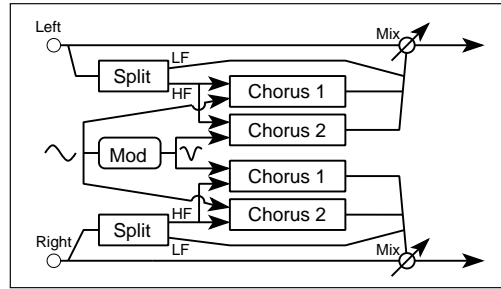 Left
Mix
LF
Split
HF
Chorus 1
Chorus 2
Mod
Chorus 1
HF
Chorus 2
Split
LF
Right
Mix